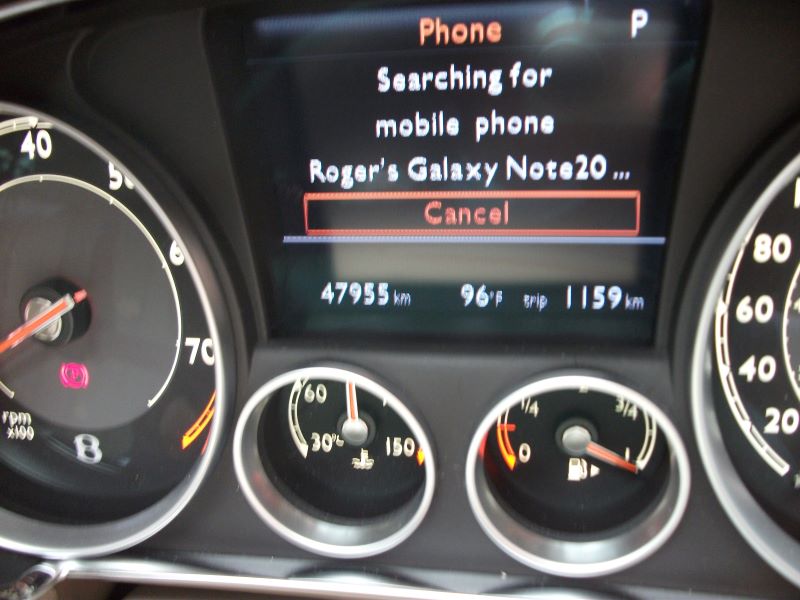 Phone P
Searching for
mobile phone
Roger's Galaxy Note20 ...
Cancel
47955 km 96°F trip 1159 km
40
70
rpm
x100
B
60
30°C
150
1/4
3/4
0
1
80
60
40
20